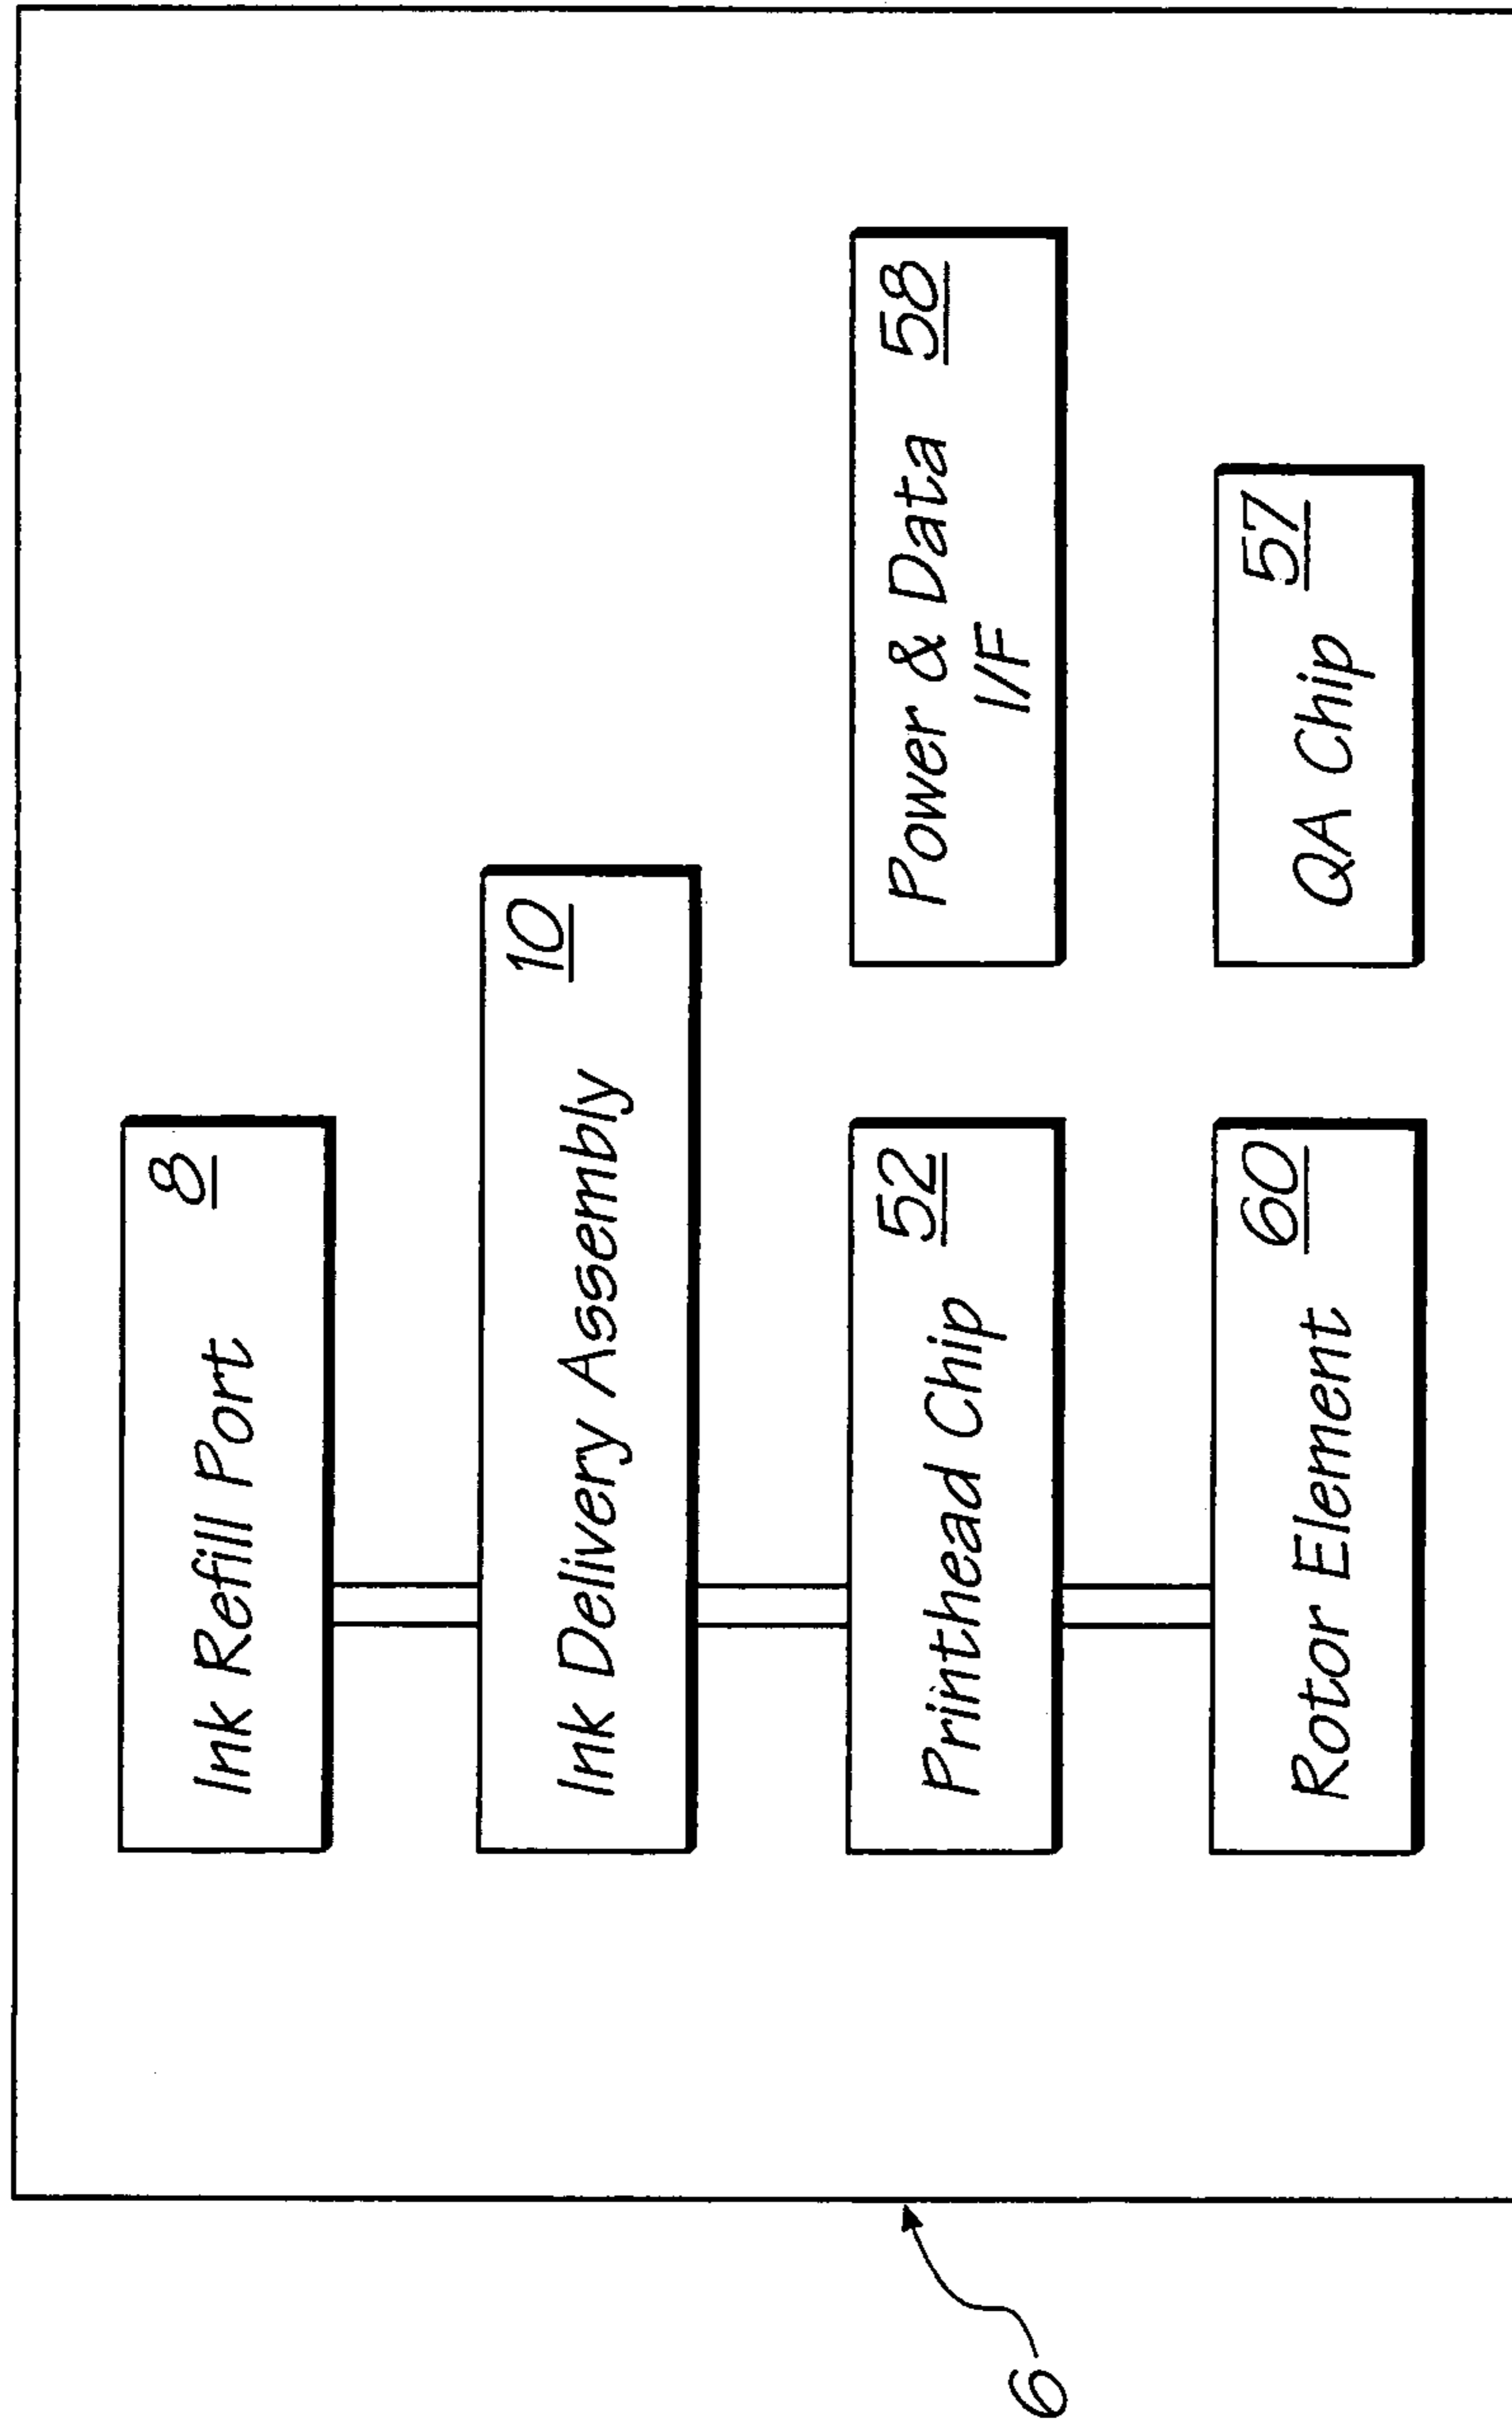 Ink Refill Port 8
Ink Delivery Assembly 10
Printhead Chip 52
Power & Data 58
I/F
Rotor Element 60
QA Chip 57
6